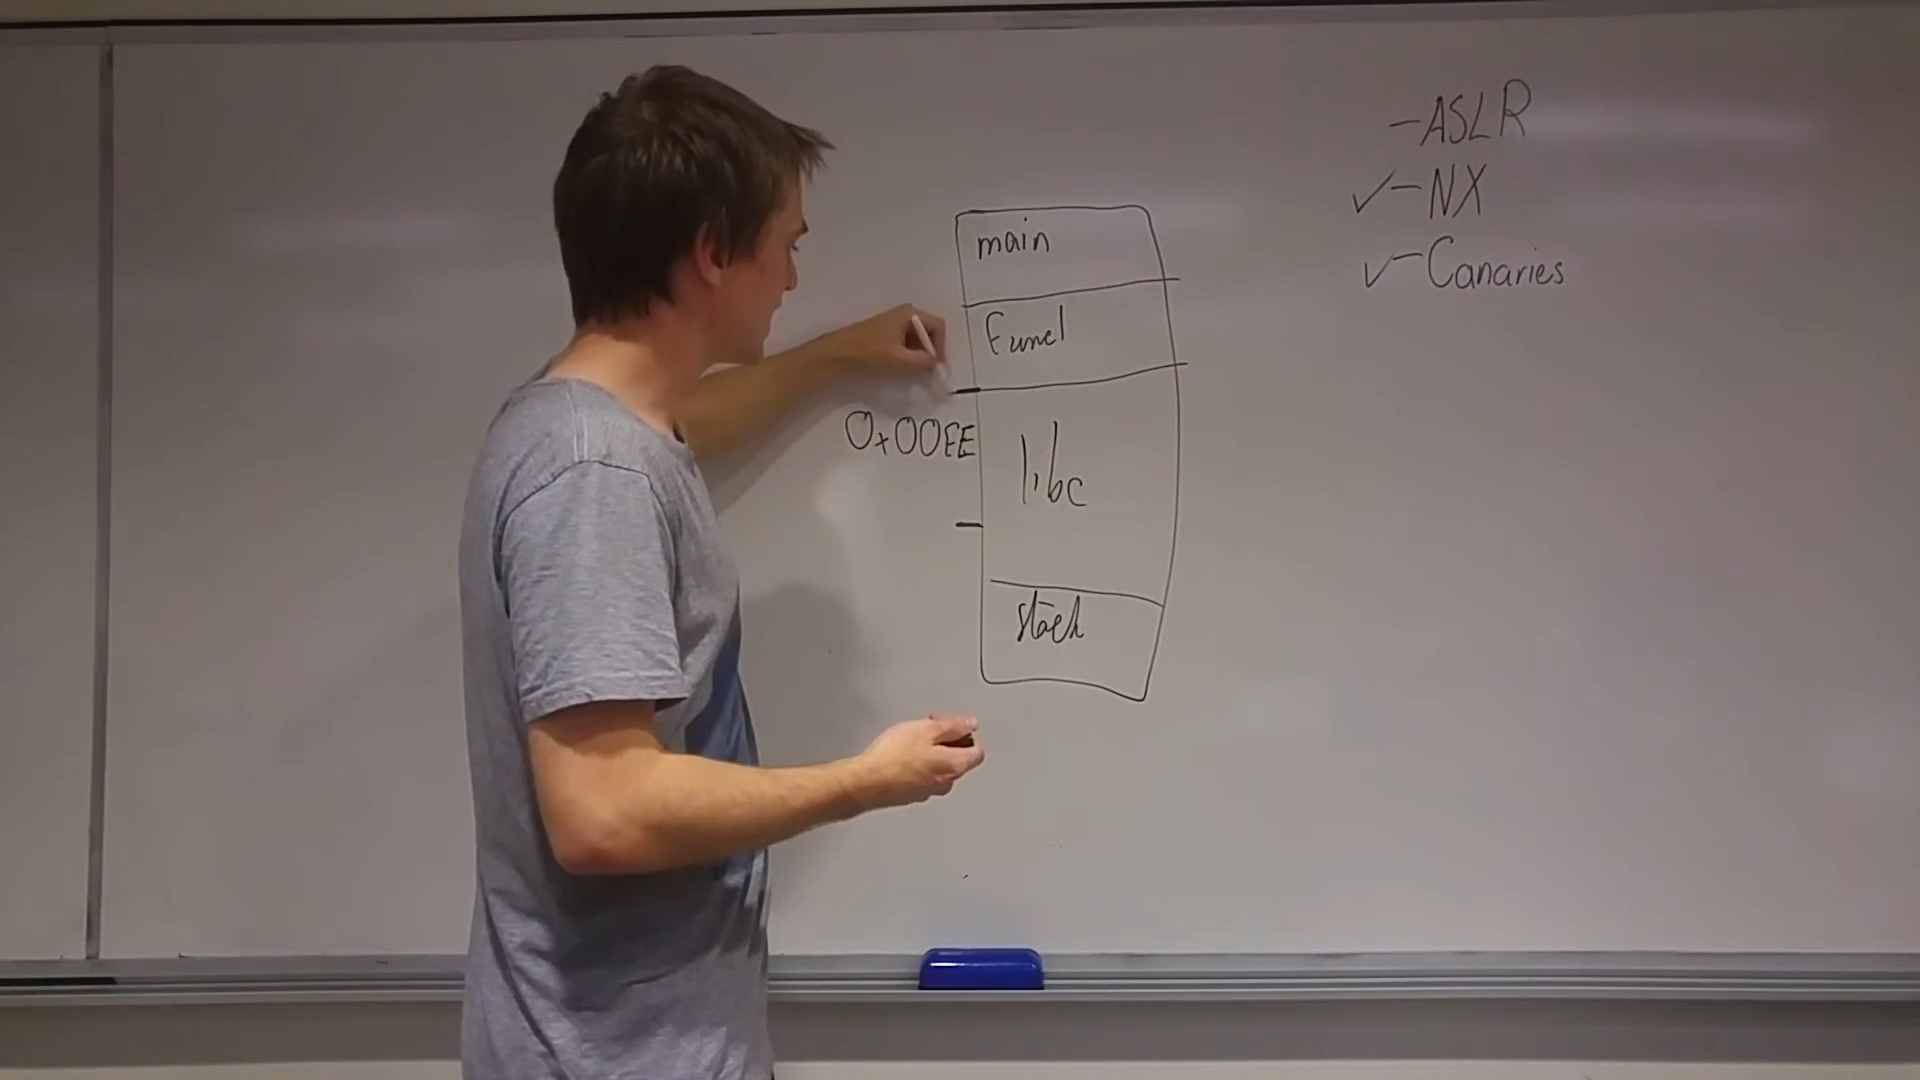 - ASLR
✓ - NX
✓ - Canaries
main
Func1
0x00EE
libc
stack